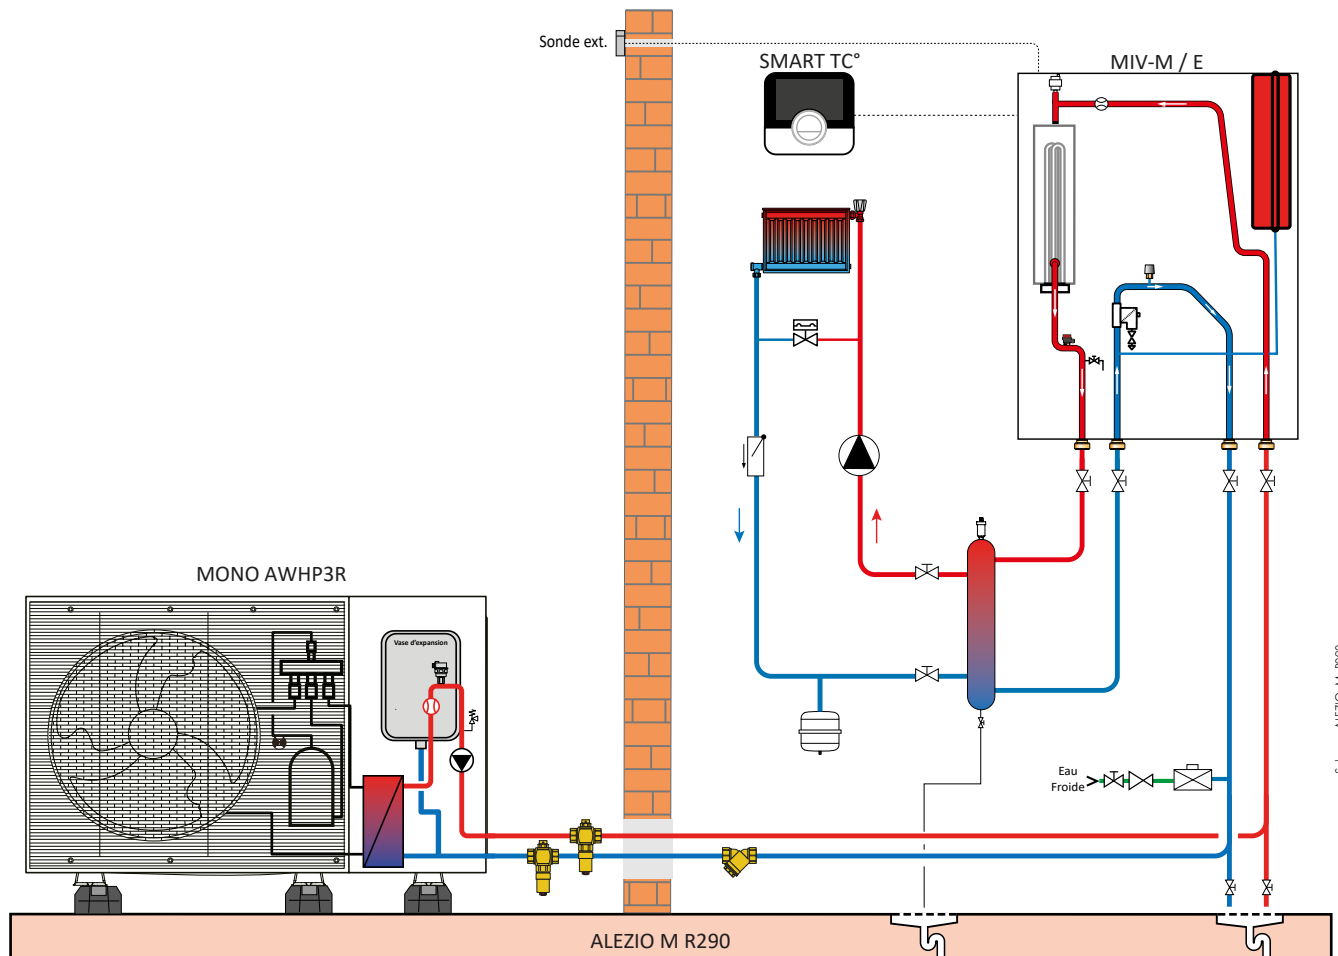 Sonde ext.
SMART TC°
MIV-M / E
MONO AWHP3R
Vase d'expansion
Eau
Froide
ALEZIO M R290